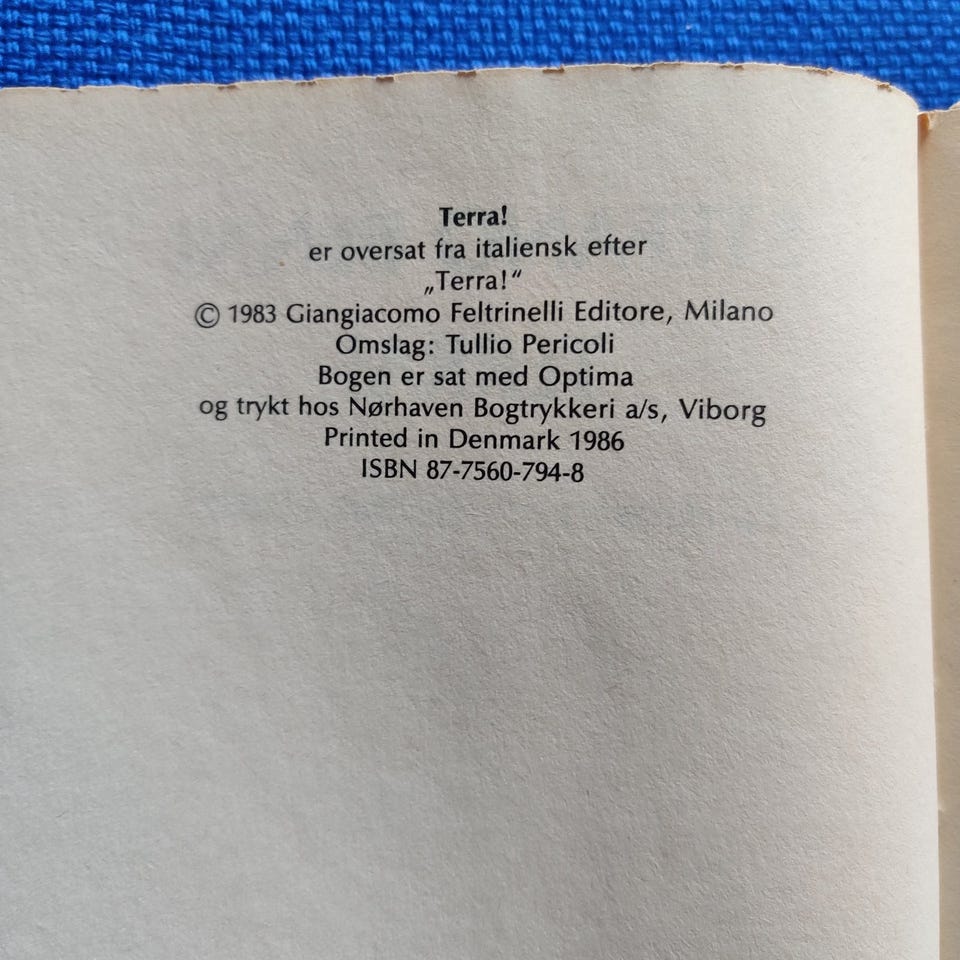 Terra!
er oversat fra italiensk efter
„Terra!“
© 1983 Giangiacomo Feltrinelli Editore, Milano
Omslag: Tullio Pericoli
Bogen er sat med Optima
og trykt hos Nørhaven Bogtrykkeri a/s, Viborg
Printed in Denmark 1986
ISBN 87-7560-794-8